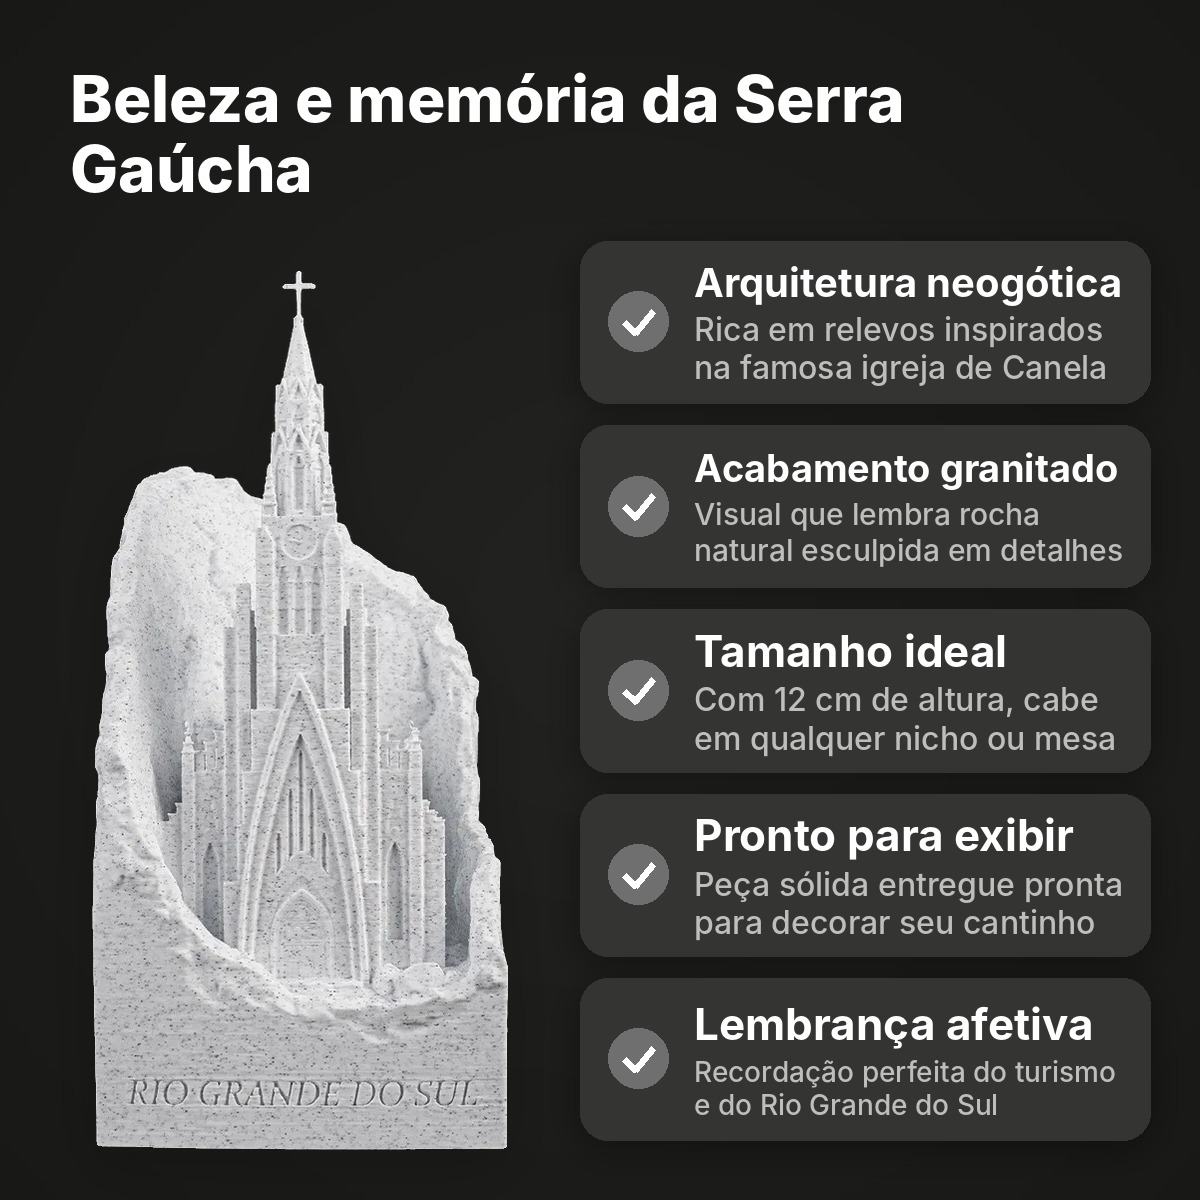 Beleza e memória da Serra
Gaúcha
Arquitetura neogótica
Rica em relevos inspirados
na famosa igreja de Canela
Acabamento granitado
Visual que lembra rocha
natural esculpida em detalhes
Tamanho ideal
Com 12 cm de altura, cabe
em qualquer nicho ou mesa
Pronto para exibir
Peça sólida entregue pronta
para decorar seu cantinho
Lembrança afetiva
Recordação perfeita do turismo
e do Rio Grande do Sul
RIO GRANDE DO SUL